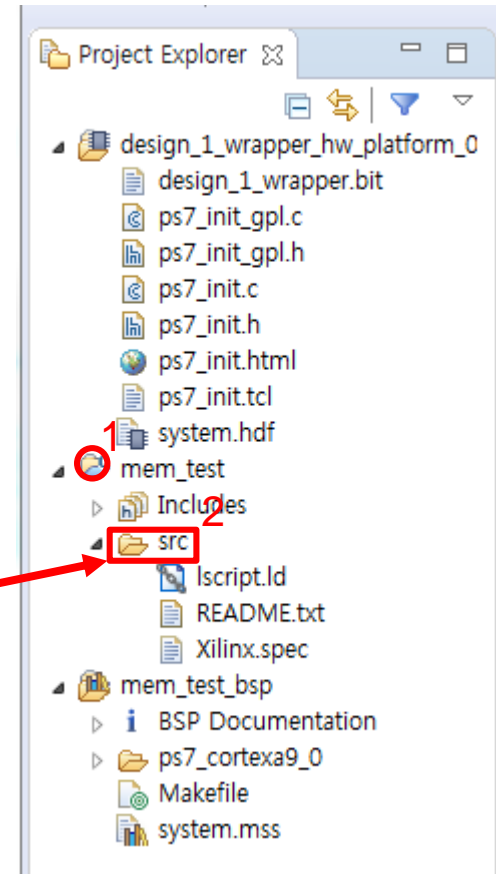 Project Explorer
design_1_wrapper_hw_platform_0
design_1_wrapper.bit
ps7_init_gpl.c
ps7_init_gpl.h
ps7_init.c
ps7_init.h
ps7_init.html
ps7_init.tcl
system.hdf
1
mem_test
Includes
2
src
lscript.ld
README.txt
Xilinx.spec
mem_test_bsp
BSP Documentation
ps7_cortexa9_0
Makefile
system.mss